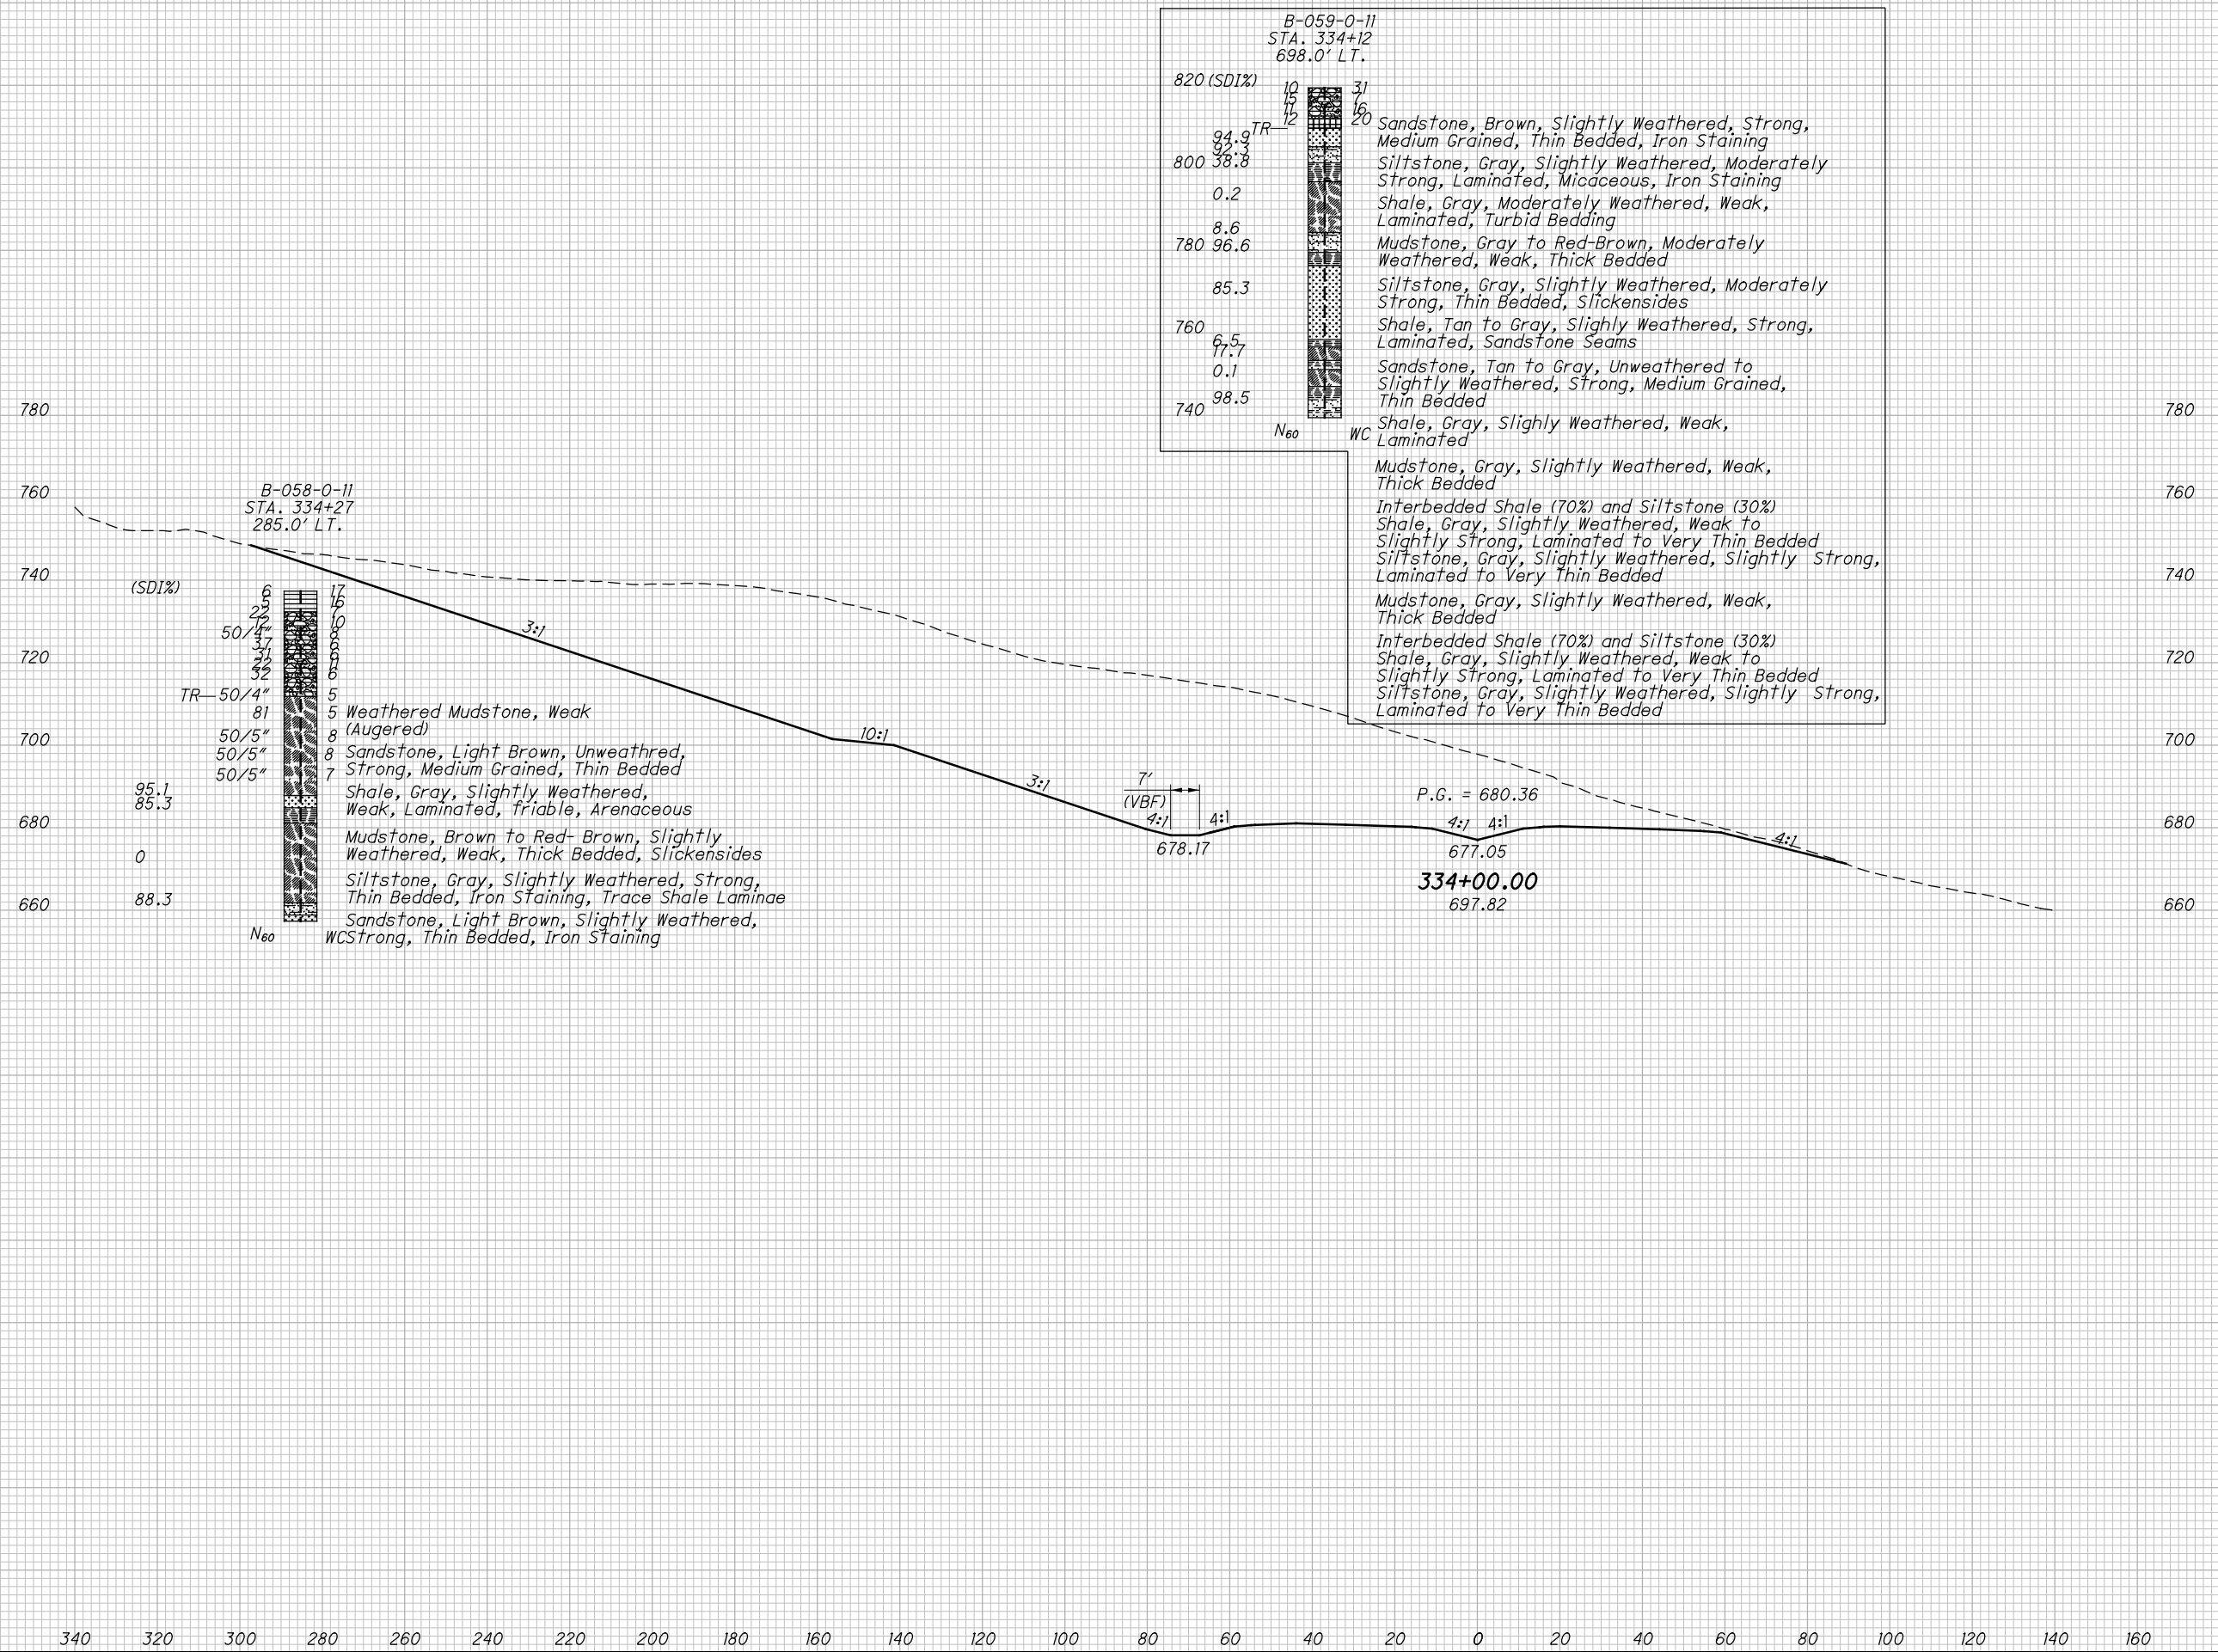 B-059-0-11
STA. 334+12
698.0' LT.
820 (SDI%)
10 31
15 7
11 16
12 20
TR
94.9
92.3
800 38.8
0.2
8.6
780 96.6
85.3
760
6.5
17.7
0.1
98.5
740
N60 WC
Sandstone, Brown, Slightly Weathered, Strong,
Medium Grained, Thin Bedded, Iron Staining
Siltstone, Gray, Slightly Weathered, Moderately
Strong, Laminated, Micaceous, Iron Staining
Shale, Gray, Moderately Weathered, Weak,
Laminated, Turbid Bedding
Mudstone, Gray to Red-Brown, Moderately
Weathered, Weak, Thick Bedded
Siltstone, Gray, Slightly Weathered, Moderately
Strong, Thin Bedded, Slickensides
Shale, Tan to Gray, Slighly Weathered, Strong,
Laminated, Sandstone Seams
Sandstone, Tan to Gray, Unweathered to
Slightly Weathered, Strong, Medium Grained,
Thin Bedded
Shale, Gray, Slighly Weathered, Weak,
Laminated
Mudstone, Gray, Slightly Weathered, Weak,
Thick Bedded
Interbedded Shale (70%) and Siltstone (30%)
Shale, Gray, Slightly Weathered, Weak to
Slightly Strong, Laminated to Very Thin Bedded
Siltstone, Gray, Slightly Weathered, Slightly Strong,
Laminated to Very Thin Bedded
Mudstone, Gray, Slightly Weathered, Weak,
Thick Bedded
Interbedded Shale (70%) and Siltstone (30%)
Shale, Gray, Slightly Weathered, Weak to
Slightly Strong, Laminated to Very Thin Bedded
Siltstone, Gray, Slightly Weathered, Slightly Strong,
Laminated to Very Thin Bedded
780 780
760 760
740 740
720 720
700 700
680 680
660 660
B-058-0-11
STA. 334+27
285.0' LT.
(SDI%)
6 17
5 16
22 7
12 10
50/4" 8
37 6
31 6
22 11
32 6
TR 50/4" 5
81 5
50/5" 8
50/5" 8
50/5" 7
95.1
85.3
0
88.3
N60 WC
Weathered Mudstone, Weak
(Augered)
Sandstone, Light Brown, Unweathred,
Strong, Medium Grained, Thin Bedded
Shale, Gray, Slightly Weathered,
Weak, Laminated, friable, Arenaceous
Mudstone, Brown to Red- Brown, Slightly
Weathered, Weak, Thick Bedded, Slickensides
Siltstone, Gray, Slightly Weathered, Strong,
Thin Bedded, Iron Staining, Trace Shale Laminae
Sandstone, Light Brown, Slightly Weathered,
Strong, Thin Bedded, Iron Staining
3:1
10:1
3:1
7'
(VBF)
4:1 4:1
678.17
P.G. = 680.36
4:1 4:1
677.05
334+00.00
697.82
4:1
340 320 300 280 260 240 220 200 180 160 140 120 100 80 60 40 20 0 20 40 60 80 100 120 140 160